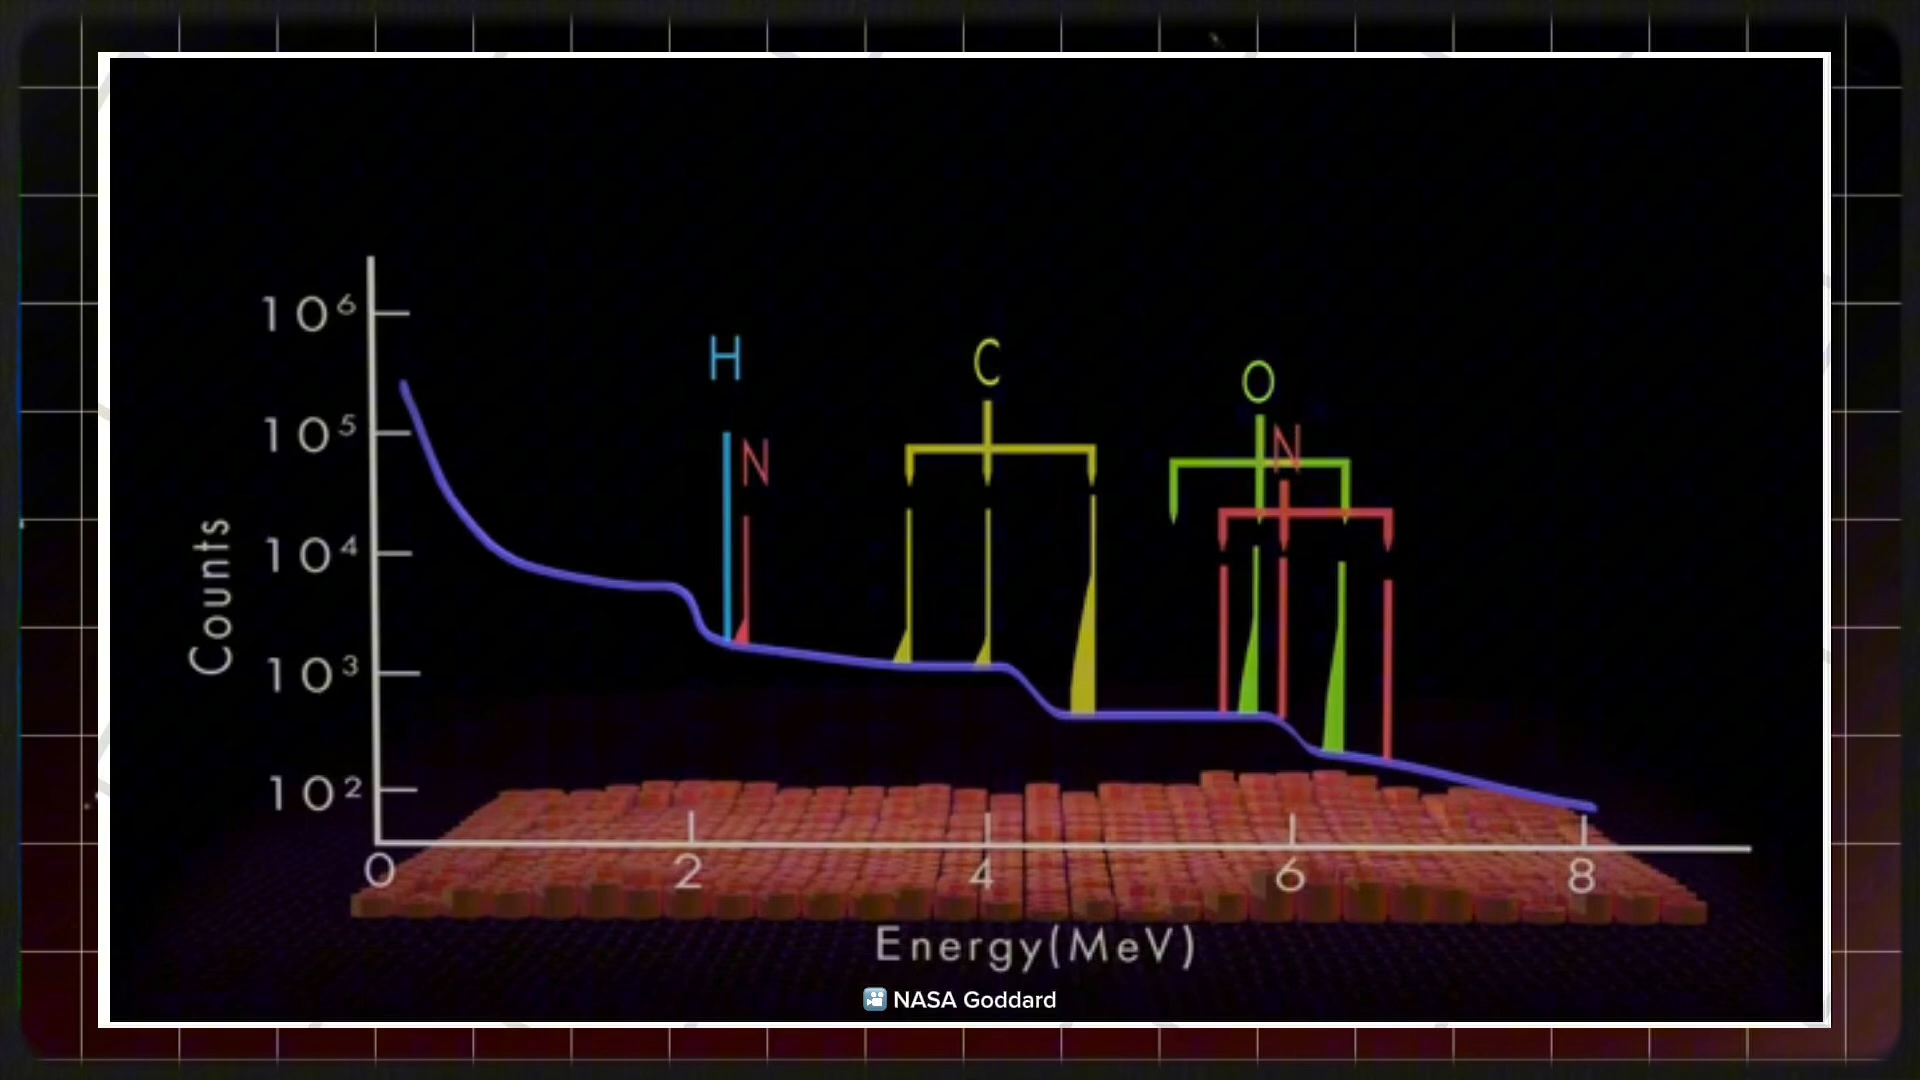 10⁶
H
C
O
10⁵
N
N
10⁴
Counts
10³
10²
0 2 4 6 8
Energy(MeV)
NASA Goddard